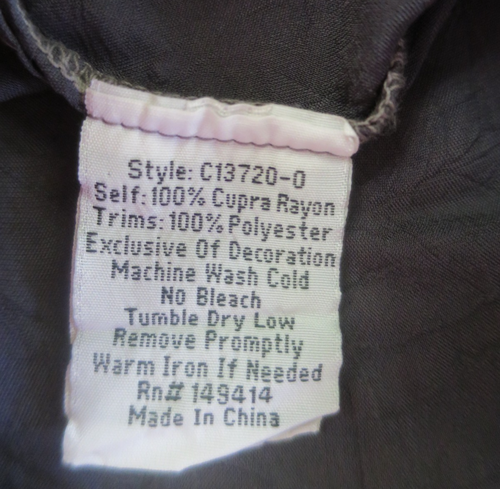 Style: C13720-0
Self: 100% Cupra Rayon
Trims: 100% Polyester
Exclusive Of Decoration
Machine Wash Cold
No Bleach
Tumble Dry Low
Remove Promptly
Warm Iron If Needed
Rn# 149414
Made In China